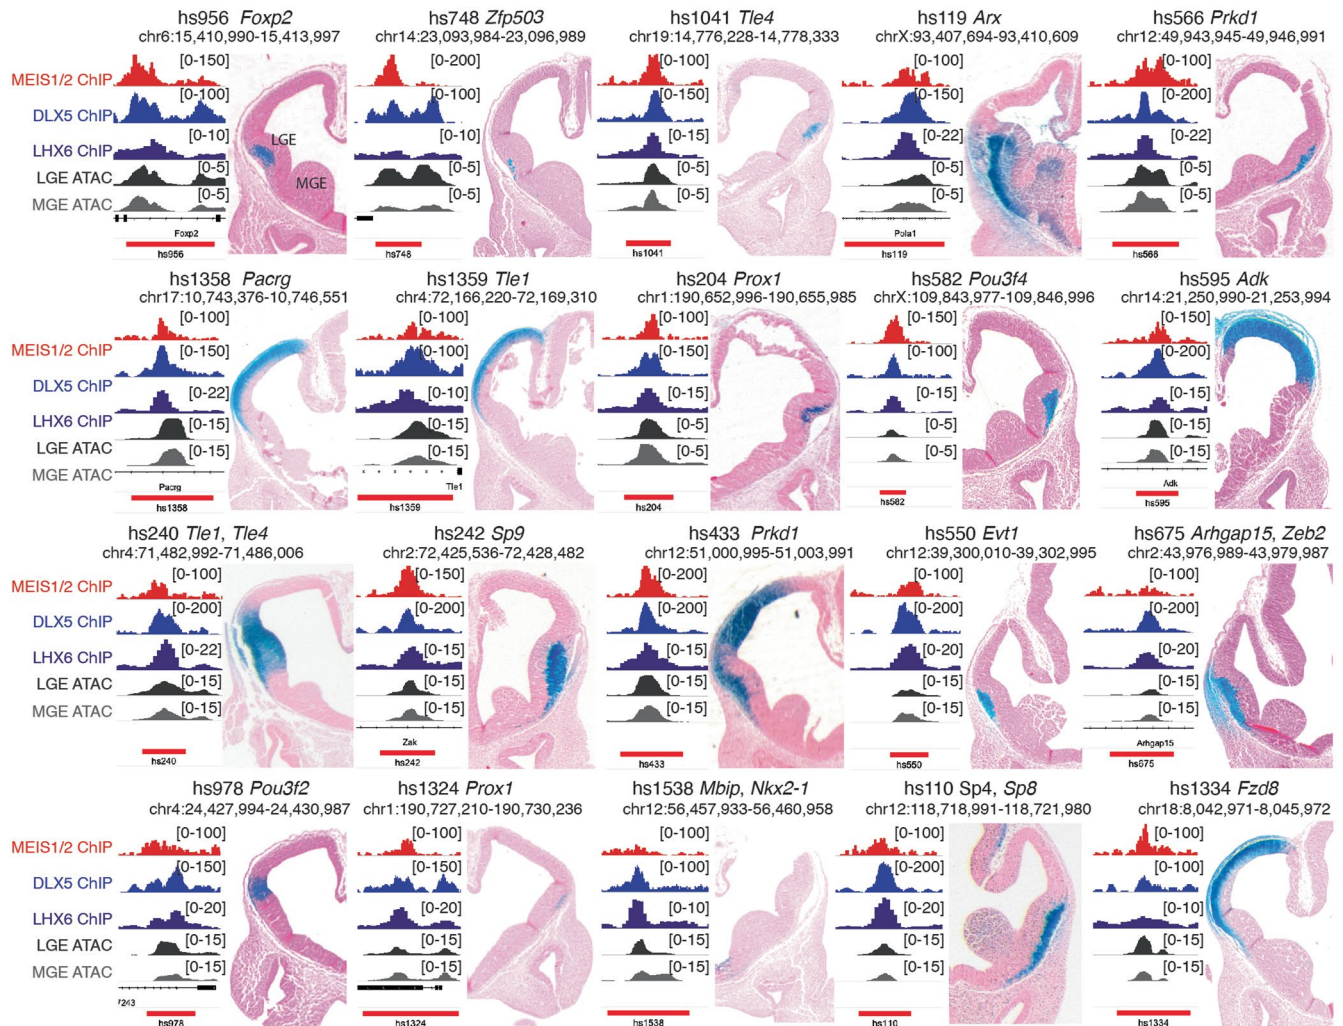 hs956 Foxp2
chr6:15,410,990-15,413,997
hs748 Zfp503
chr14:23,093,984-23,096,989
hs1041 Tle4
chr19:14,776,228-14,778,333
hs119 Arx
chrX:93,407,694-93,410,609
hs566 Prkd1
chr12:49,943,945-49,946,991
MEIS1/2 ChIP
DLX5 ChIP
LHX6 ChIP
LGE ATAC
MGE ATAC
[0-150]
[0-100]
[0-10]
[0-5]
[0-5]
LGE
MGE
Foxp2
hs956
[0-200]
[0-100]
[0-10]
[0-5]
[0-5]
hs748
[0-100]
[0-150]
[0-15]
[0-5]
[0-5]
hs1041
[0-100]
[0-150]
[0-22]
[0-5]
[0-5]
Pola1
hs119
[0-100]
[0-200]
[0-22]
[0-5]
[0-5]
hs566
hs1358 Pacrg
chr17:10,743,376-10,746,551
hs1359 Tle1
chr4:72,166,220-72,169,310
hs204 Prox1
chr1:190,652,996-190,655,985
hs582 Pou3f4
chrX:109,843,977-109,846,996
hs595 Adk
chr14:21,250,990-21,253,994
MEIS1/2 ChIP
DLX5 ChIP
LHX6 ChIP
LGE ATAC
MGE ATAC
[0-100]
[0-150]
[0-22]
[0-15]
[0-15]
Pacrg
hs1358
[0-100]
[0-100]
[0-10]
[0-15]
[0-15]
Tle1
hs1359
[0-100]
[0-150]
[0-15]
[0-5]
[0-5]
hs204
[0-150]
[0-100]
[0-15]
[0-5]
[0-5]
hs582
[0-150]
[0-200]
[0-15]
[0-15]
[0-15]
Adk
hs595
hs240 Tle1, Tle4
chr4:71,482,992-71,486,006
hs242 Sp9
chr2:72,425,536-72,428,482
hs433 Prkd1
chr12:51,000,995-51,003,991
hs550 Evt1
chr12:39,300,010-39,302,995
hs675 Arhgap15, Zeb2
chr2:43,976,989-43,979,987
MEIS1/2 ChIP
DLX5 ChIP
LHX6 ChIP
LGE ATAC
MGE ATAC
[0-100]
[0-200]
[0-22]
[0-15]
[0-15]
hs240
[0-150]
[0-200]
[0-15]
[0-15]
[0-15]
Zak
hs242
[0-200]
[0-200]
[0-15]
[0-15]
[0-15]
hs433
[0-100]
[0-200]
[0-20]
[0-15]
[0-15]
hs550
[0-100]
[0-200]
[0-20]
[0-15]
[0-15]
Arhgap15
hs675
hs978 Pou3f2
chr4:24,427,994-24,430,987
hs1324 Prox1
chr1:190,727,210-190,730,236
hs1538 Mbip, Nkx2-1
chr12:56,457,933-56,460,958
hs110 Sp4, Sp8
chr12:118,718,991-118,721,980
hs1334 Fzd8
chr18:8,042,971-8,045,972
MEIS1/2 ChIP
DLX5 ChIP
LHX6 ChIP
LGE ATAC
MGE ATAC
[0-100]
[0-150]
[0-20]
[0-15]
[0-15]
7243
hs978
[0-100]
[0-150]
[0-20]
[0-15]
[0-15]
hs1324
[0-100]
[0-100]
[0-10]
[0-15]
[0-15]
hs1538
[0-100]
[0-200]
[0-20]
[0-15]
[0-15]
hs110
[0-100]
[0-100]
[0-10]
[0-15]
[0-15]
hs1334